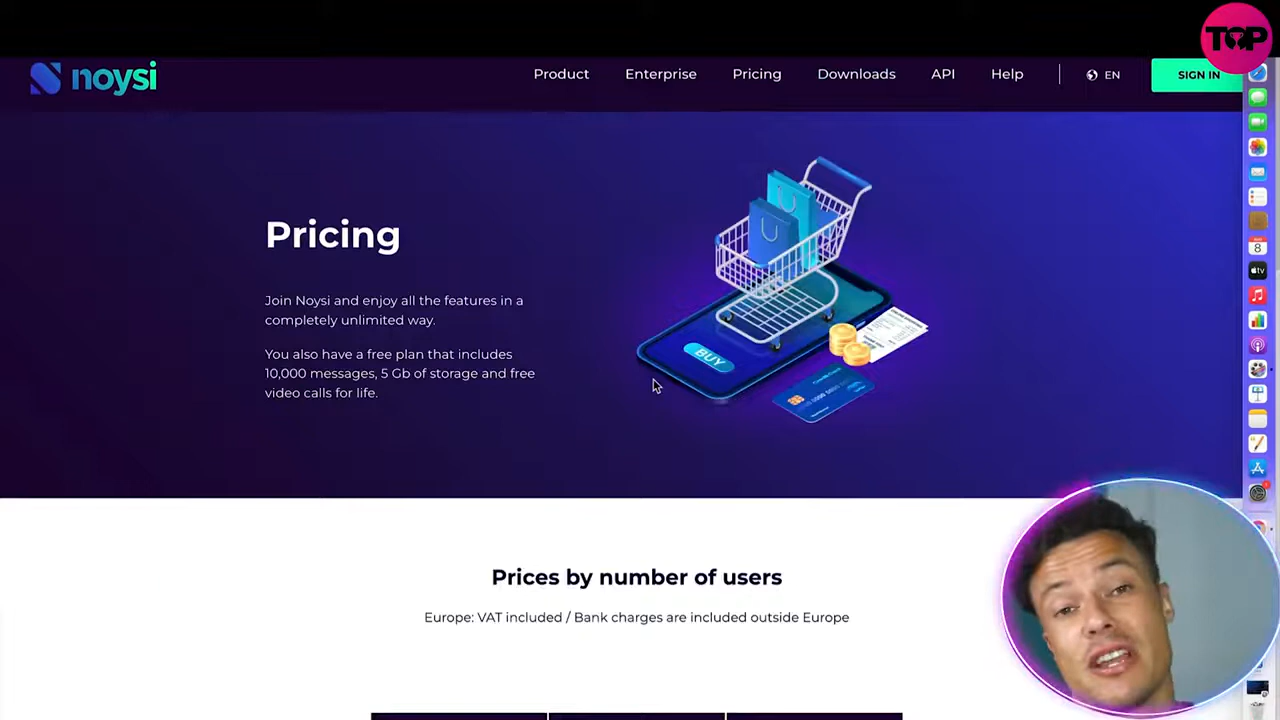 TOP
noysi
Product Enterprise Pricing Downloads API Help EN SIGN IN
tv
8
Pricing
Join Noysi and enjoy all the features in a
completely unlimited way.
You also have a free plan that includes
10,000 messages, 5 Gb of storage and free
video calls for life.
BUY
Prices by number of users
Europe: VAT included / Bank charges are included outside Europe